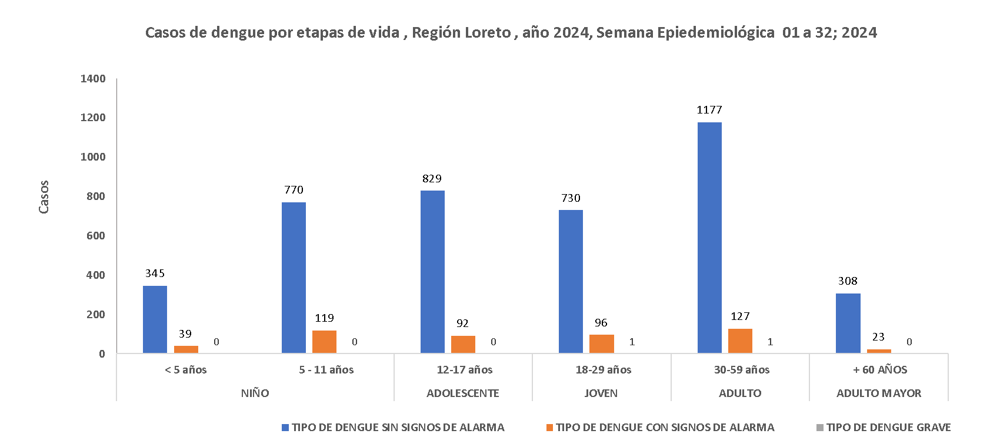 Casos de dengue por etapas de vida , Región Loreto , año 2024, Semana Epiedemiológica 01 a 32; 2024
Casos
1400
1200
1000
800
600
400
200
0
345
39
0
770
119
0
829
92
0
730
96
1
1177
127
1
308
23
0
< 5 años
5 - 11 años
12-17 años
18-29 años
30-59 años
+ 60 AÑOS
NIÑO
ADOLESCENTE
JOVEN
ADULTO
ADULTO MAYOR
TIPO DE DENGUE SIN SIGNOS DE ALARMA
TIPO DE DENGUE CON SIGNOS DE ALARMA
TIPO DE DENGUE GRAVE